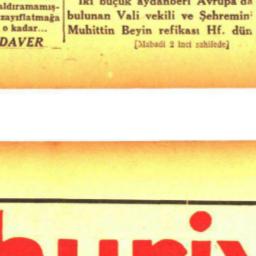 aldıramamış-
zayıflatmağa
o kadar...
DAVER
İki buçuk aydanberi Avrupa'da
bulunan Vali vekili ve Şehremini
Muhittin Beyin refikası Hf. dün
[Mabadi 2 inci sahifede]
huriy